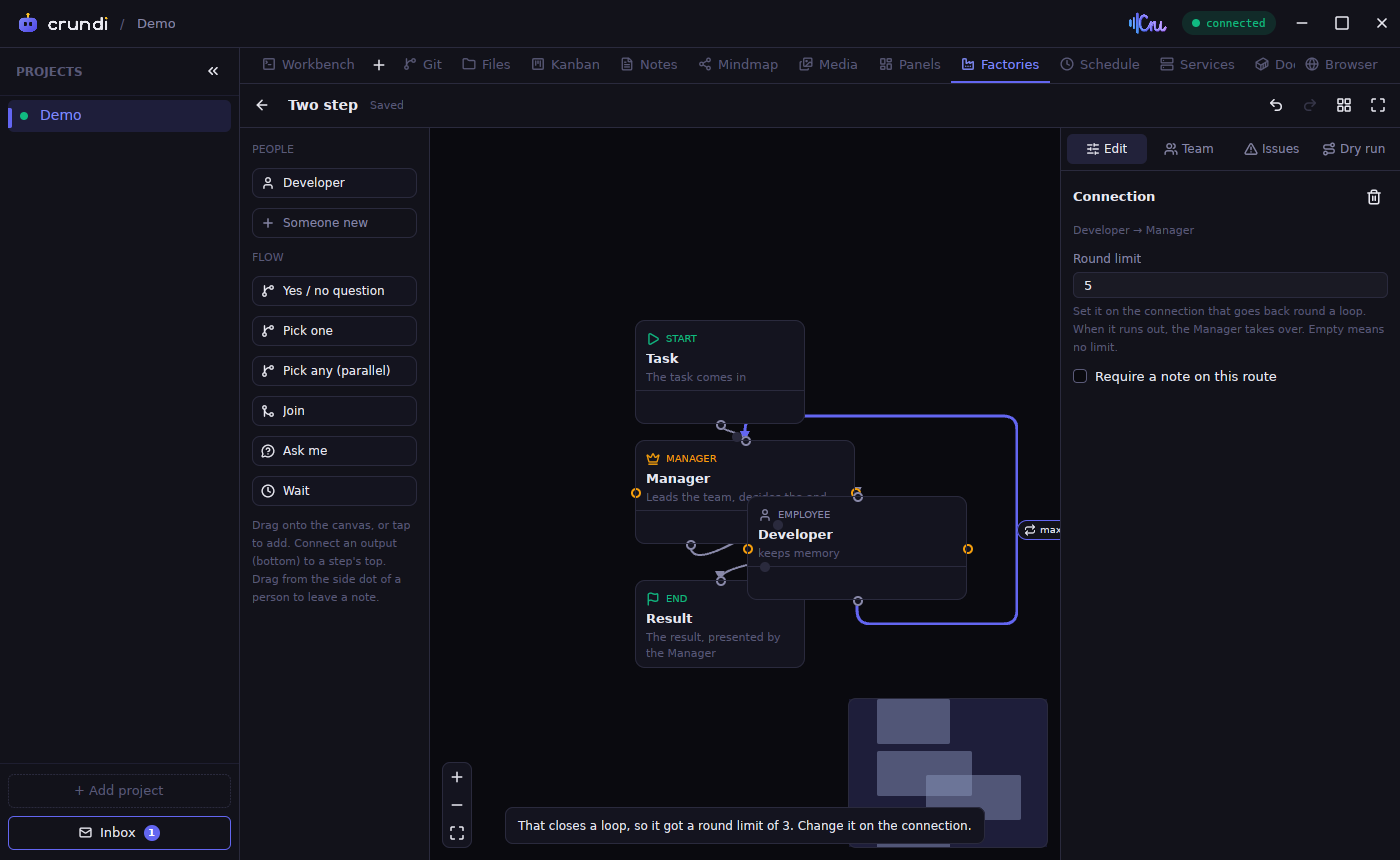 crundi / Demo
Cru
connected
PROJECTS
Workbench
Git
Files
Kanban
Notes
Mindmap
Media
Panels
Factories
Schedule
Services
Browser
Demo
Two step Saved
PEOPLE
Developer
Someone new
FLOW
Yes / no question
Pick one
Pick any (parallel)
Join
Ask me
Wait
Drag onto the canvas, or tap
to add. Connect an output
(bottom) to a step's top.
Drag from the side dot of a
person to leave a note.
START
Task
The task comes in
MANAGER
Manager
Leads the team, decides the end
EMPLOYEE
Developer
keeps memory
max
END
Result
The result, presented by
the Manager
Edit
Team
Issues
Dry run
Connection
Developer → Manager
Round limit
5
Set it on the connection that goes back round a loop.
When it runs out, the Manager takes over. Empty means
no limit.
Require a note on this route
That closes a loop, so it got a round limit of 3. Change it on the connection.
+ Add project
Inbox 1